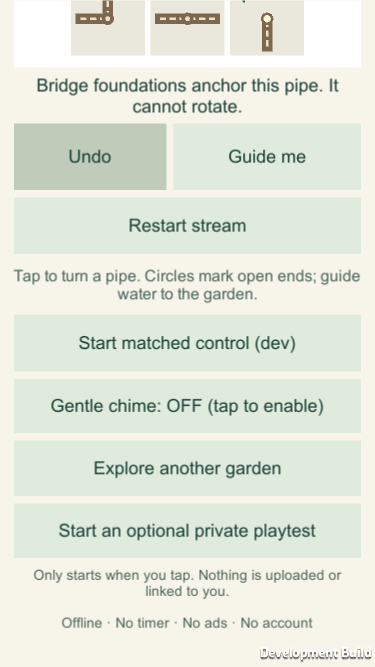 Bridge foundations anchor this pipe. It
cannot rotate.
Undo
Guide me
Restart stream
Tap to turn a pipe. Circles mark open ends; guide
water to the garden.
Start matched control (dev)
Gentle chime: OFF (tap to enable)
Explore another garden
Start an optional private playtest
Only starts when you tap. Nothing is uploaded or
linked to you.
Offline · No timer · No ads · No account
Development Build